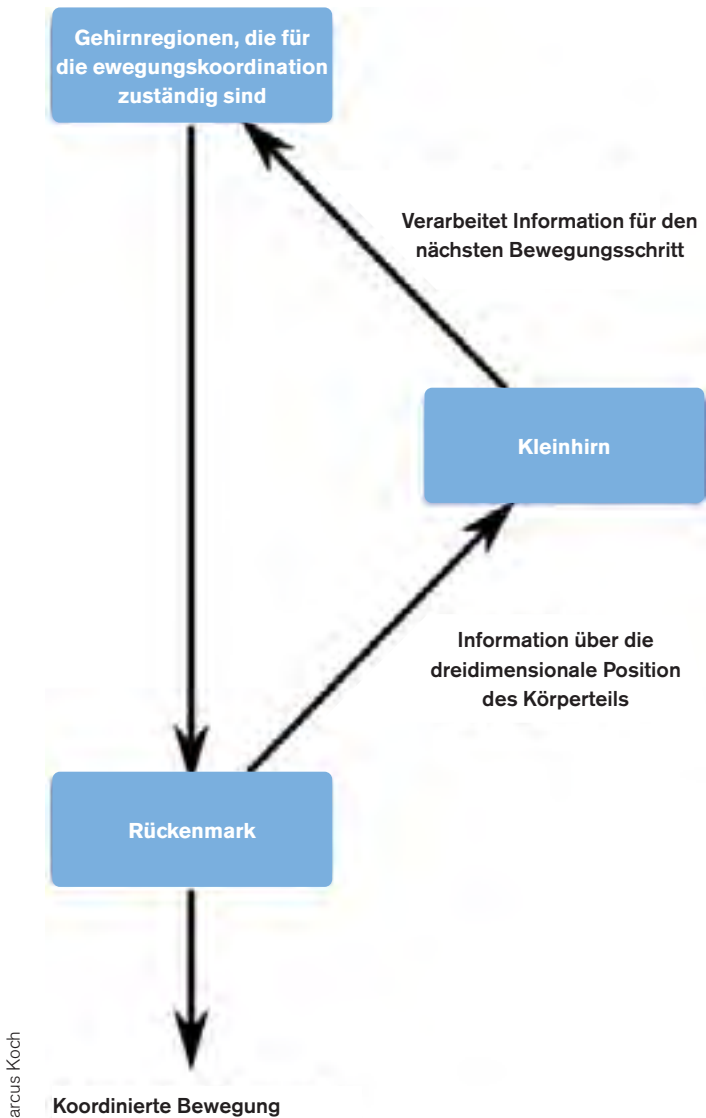 Gehirnregionen, die für
die ewegungskoordination
zuständig sind
Verarbeitet Information für den
nächsten Bewegungsschritt
Kleinhirn
Information über die
dreidimensionale Position
des Körperteils
Rückenmark
Koordinierte Bewegung
arcus Koch